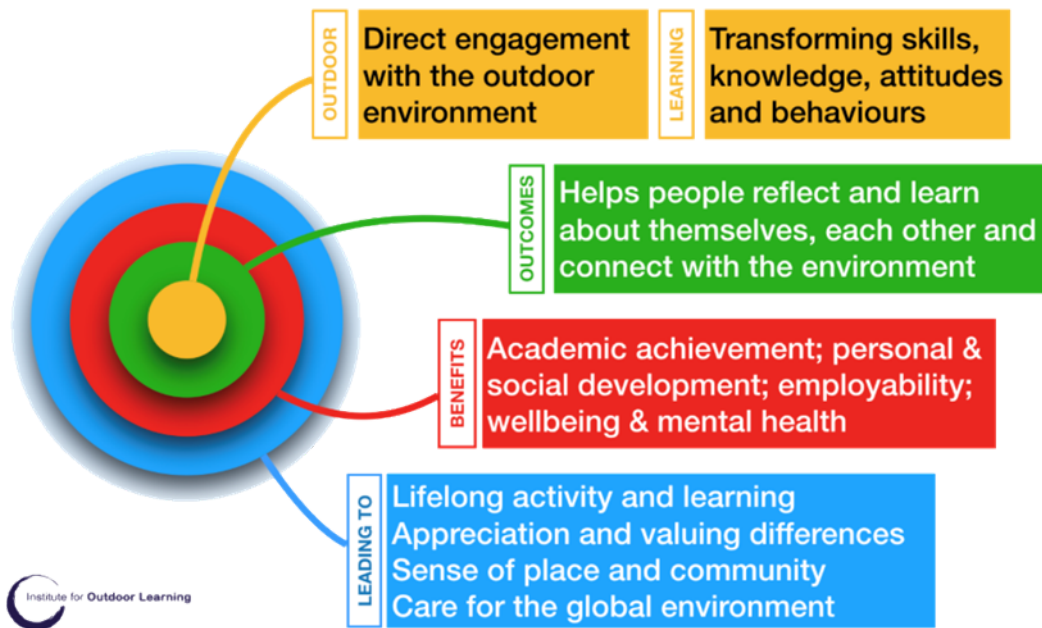 OUTDOOR
Direct engagement
with the outdoor
environment
LEARNING
Transforming skills,
knowledge, attitudes
and behaviours
OUTCOMES
Helps people reflect and learn
about themselves, each other and
connect with the environment
BENEFITS
Academic achievement; personal &
social development; employability;
wellbeing & mental health
LEADING TO
Lifelong activity and learning
Appreciation and valuing differences
Sense of place and community
Care for the global environment
Institute for Outdoor Learning